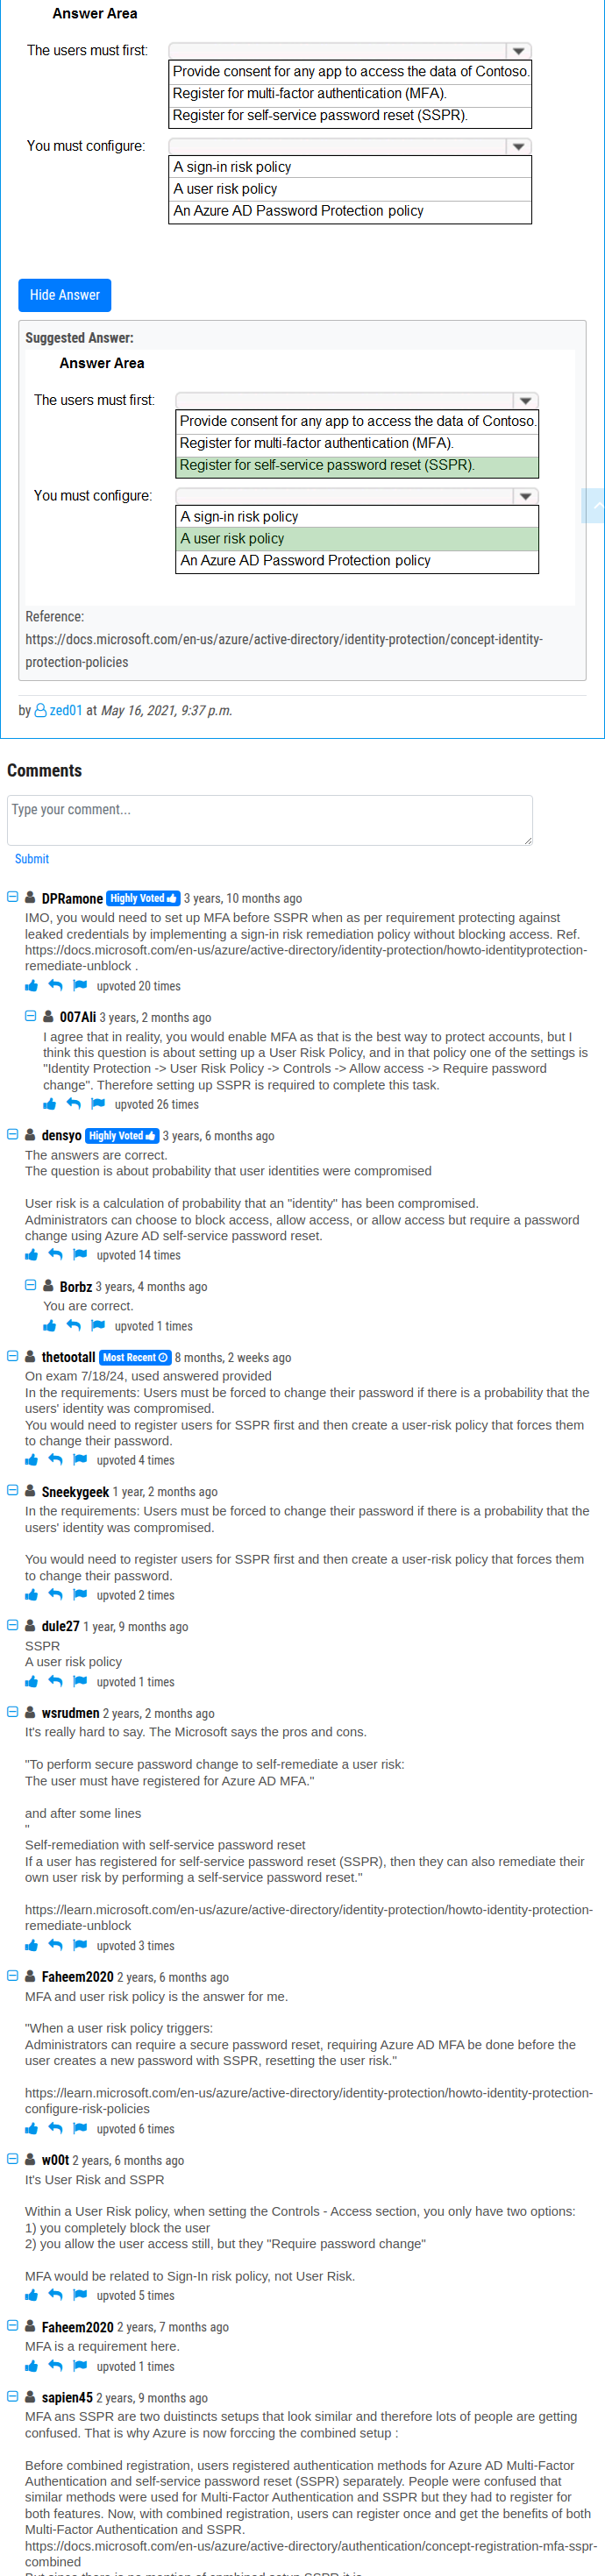 Answer Area
The users must first:
Provide consent for any app to access the data of Contoso.
Register for multi-factor authentication (MFA).
Register for self-service password reset (SSPR).
You must configure:
A sign-in risk policy
A user risk policy
An Azure AD Password Protection policy
Hide Answer
Suggested Answer:
Answer Area
The users must first:
Provide consent for any app to access the data of Contoso.
Register for multi-factor authentication (MFA).
Register for self-service password reset (SSPR).
You must configure:
A sign-in risk policy
A user risk policy
An Azure AD Password Protection policy
Reference:
https://docs.microsoft.com/en-us/azure/active-directory/identity-protection/concept-identity-
protection-policies
by zed01 at May 16, 2021, 9:37 p.m.
Comments
Type your comment...
Submit
DPRamone Highly Voted 3 years, 10 months ago
IMO, you would need to set up MFA before SSPR when as per requirement protecting against
leaked credentials by implementing a sign-in risk remediation policy without blocking access. Ref.
https://docs.microsoft.com/en-us/azure/active-directory/identity-protection/howto-identityprotection-
remediate-unblock .
upvoted 20 times
007Ali 3 years, 2 months ago
I agree that in reality, you would enable MFA as that is the best way to protect accounts, but I
think this question is about setting up a User Risk Policy, and in that policy one of the settings is
"Identity Protection -> User Risk Policy -> Controls -> Allow access -> Require password
change". Therefore setting up SSPR is required to complete this task.
upvoted 26 times
densyo Highly Voted 3 years, 6 months ago
The answers are correct.
The question is about probability that user identities were compromised
User risk is a calculation of probability that an "identity" has been compromised.
Administrators can choose to block access, allow access, or allow access but require a password
change using Azure AD self-service password reset.
upvoted 14 times
Borbz 3 years, 4 months ago
You are correct.
upvoted 1 times
thetootall Most Recent 8 months, 2 weeks ago
On exam 7/18/24, used answered provided
In the requirements: Users must be forced to change their password if there is a probability that the
users' identity was compromised.
You would need to register users for SSPR first and then create a user-risk policy that forces them
to change their password.
upvoted 4 times
Sneekygeek 1 year, 2 months ago
In the requirements: Users must be forced to change their password if there is a probability that the
users' identity was compromised.
You would need to register users for SSPR first and then create a user-risk policy that forces them
to change their password.
upvoted 2 times
dule27 1 year, 9 months ago
SSPR
A user risk policy
upvoted 1 times
wsrudmen 2 years, 2 months ago
It's really hard to say. The Microsoft says the pros and cons.
"To perform secure password change to self-remediate a user risk:
The user must have registered for Azure AD MFA."
and after some lines
"
Self-remediation with self-service password reset
If a user has registered for self-service password reset (SSPR), then they can also remediate their
own user risk by performing a self-service password reset."
https://learn.microsoft.com/en-us/azure/active-directory/identity-protection/howto-identity-protection-
remediate-unblock
upvoted 3 times
Faheem2020 2 years, 6 months ago
MFA and user risk policy is the answer for me.
"When a user risk policy triggers:
Administrators can require a secure password reset, requiring Azure AD MFA be done before the
user creates a new password with SSPR, resetting the user risk."
https://learn.microsoft.com/en-us/azure/active-directory/identity-protection/howto-identity-protection-
configure-risk-policies
upvoted 6 times
w00t 2 years, 6 months ago
It's User Risk and SSPR
Within a User Risk policy, when setting the Controls - Access section, you only have two options:
1) you completely block the user
2) you allow the user access still, but they "Require password change"
MFA would be related to Sign-In risk policy, not User Risk.
upvoted 5 times
Faheem2020 2 years, 7 months ago
MFA is a requirement here.
upvoted 1 times
sapien45 2 years, 9 months ago
MFA ans SSPR are two duistincts setups that look similar and therefore lots of people are getting
confused. That is why Azure is now forccing the combined setup :
Before combined registration, users registered authentication methods for Azure AD Multi-Factor
Authentication and self-service password reset (SSPR) separately. People were confused that
similar methods were used for Multi-Factor Authentication and SSPR but they had to register for
both features. Now, with combined registration, users can register once and get the benefits of both
Multi-Factor Authentication and SSPR.
https://docs.microsoft.com/en-us/azure/active-directory/authentication/concept-registration-mfa-sspr-
combined